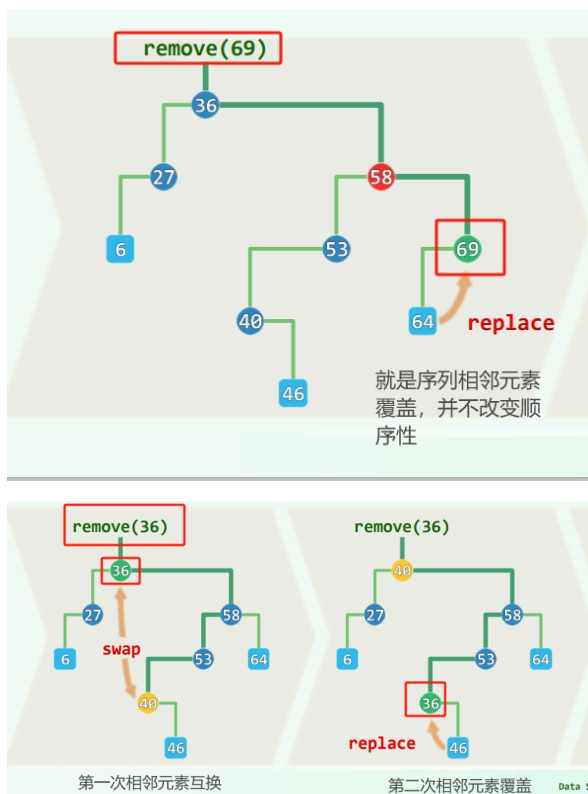 remove(69)
36
27
58
6
53
69
40
64
replace
46
就是序列相邻元素
覆盖，并不改变顺
序性
remove(36)
36
27
58
6
swap
53
64
40
46
第一次相邻元素互换
remove(36)
40
27
58
6
53
64
36
replace
46
第二次相邻元素覆盖
Data S